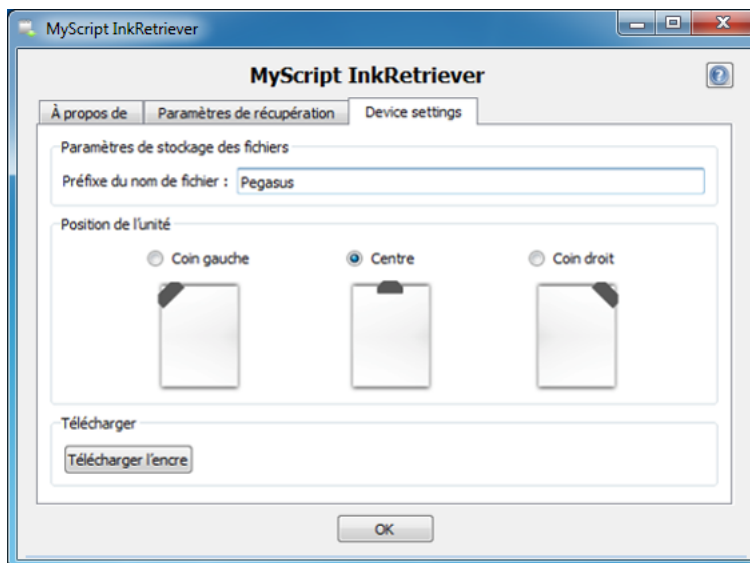 MyScript InkRetriever
MyScript InkRetriever
À propos de Paramètres de récupération Device settings
Paramètres de stockage des fichiers
Préfixe du nom de fichier : Pegasus
Position de l'unité
Coin gauche Centre Coin droit
Télécharger
Télécharger l'encre
OK